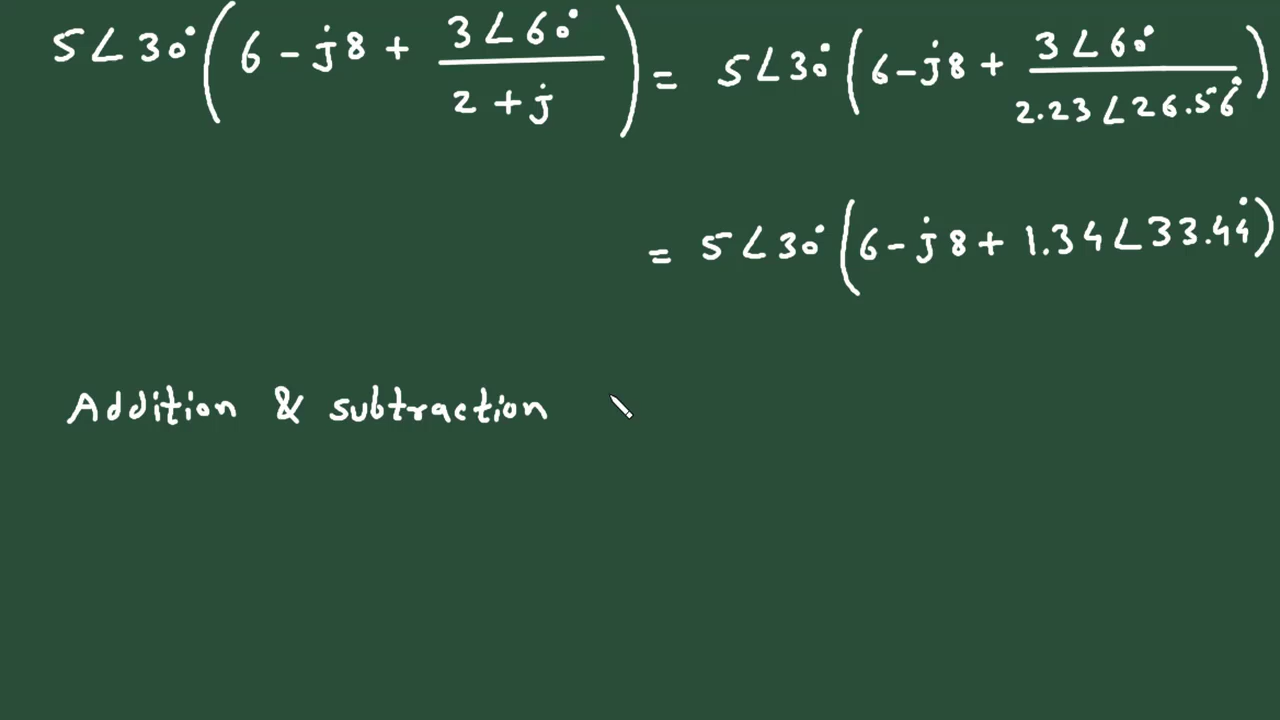 5∠30° (6 - j8 + 3∠60° / 2 + j) = 5∠30° (6 - j8 + 3∠60° / 2.23∠26.56°)
= 5∠30° (6 - j8 + 1.34∠33.44°)
Addition & subtraction